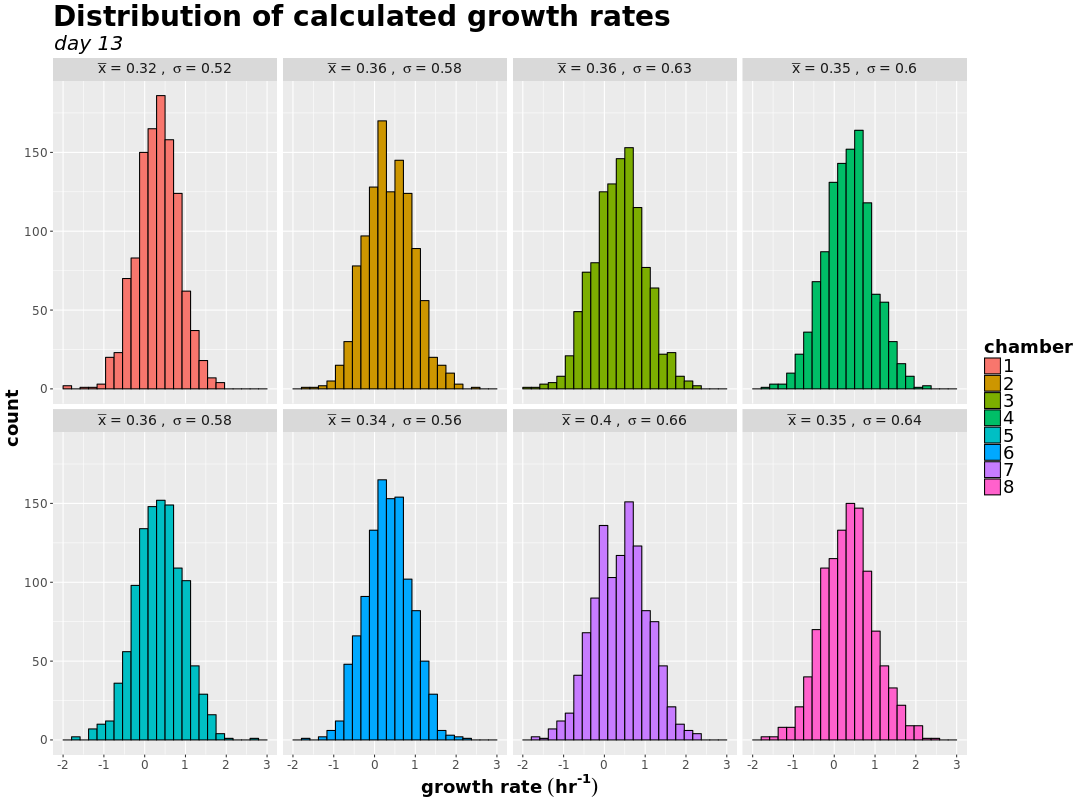 Distribution of calculated growth rates
day 13
x̅ = 0.32 , σ = 0.52
x̅ = 0.36 , σ = 0.58
x̅ = 0.36 , σ = 0.63
x̅ = 0.35 , σ = 0.6
150
100
50
0
x̅ = 0.36 , σ = 0.58
x̅ = 0.34 , σ = 0.56
x̅ = 0.4 , σ = 0.66
x̅ = 0.35 , σ = 0.64
150
100
50
0
-2 -1 0 1 2 3
-2 -1 0 1 2 3
-2 -1 0 1 2 3
-2 -1 0 1 2 3
growth rate (hr⁻¹)
count
chamber
1
2
3
4
5
6
7
8